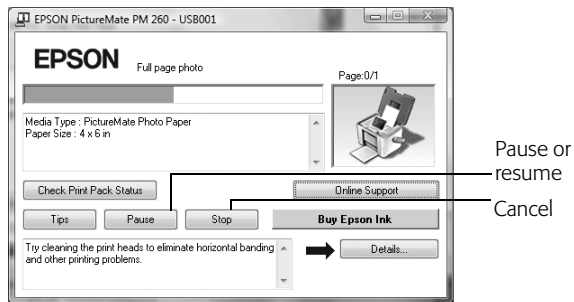 EPSON PictureMate PM 260 - USB001
EPSON
Full page photo
Page:0/1
Media Type : PictureMate Photo Paper
Paper Size : 4 x 6 in
Check Print Pack Status
Online Support
Tips
Pause
Stop
Buy Epson Ink
Try cleaning the print heads to eliminate horizontal banding
and other printing problems.
Details...
Pause or
resume
Cancel